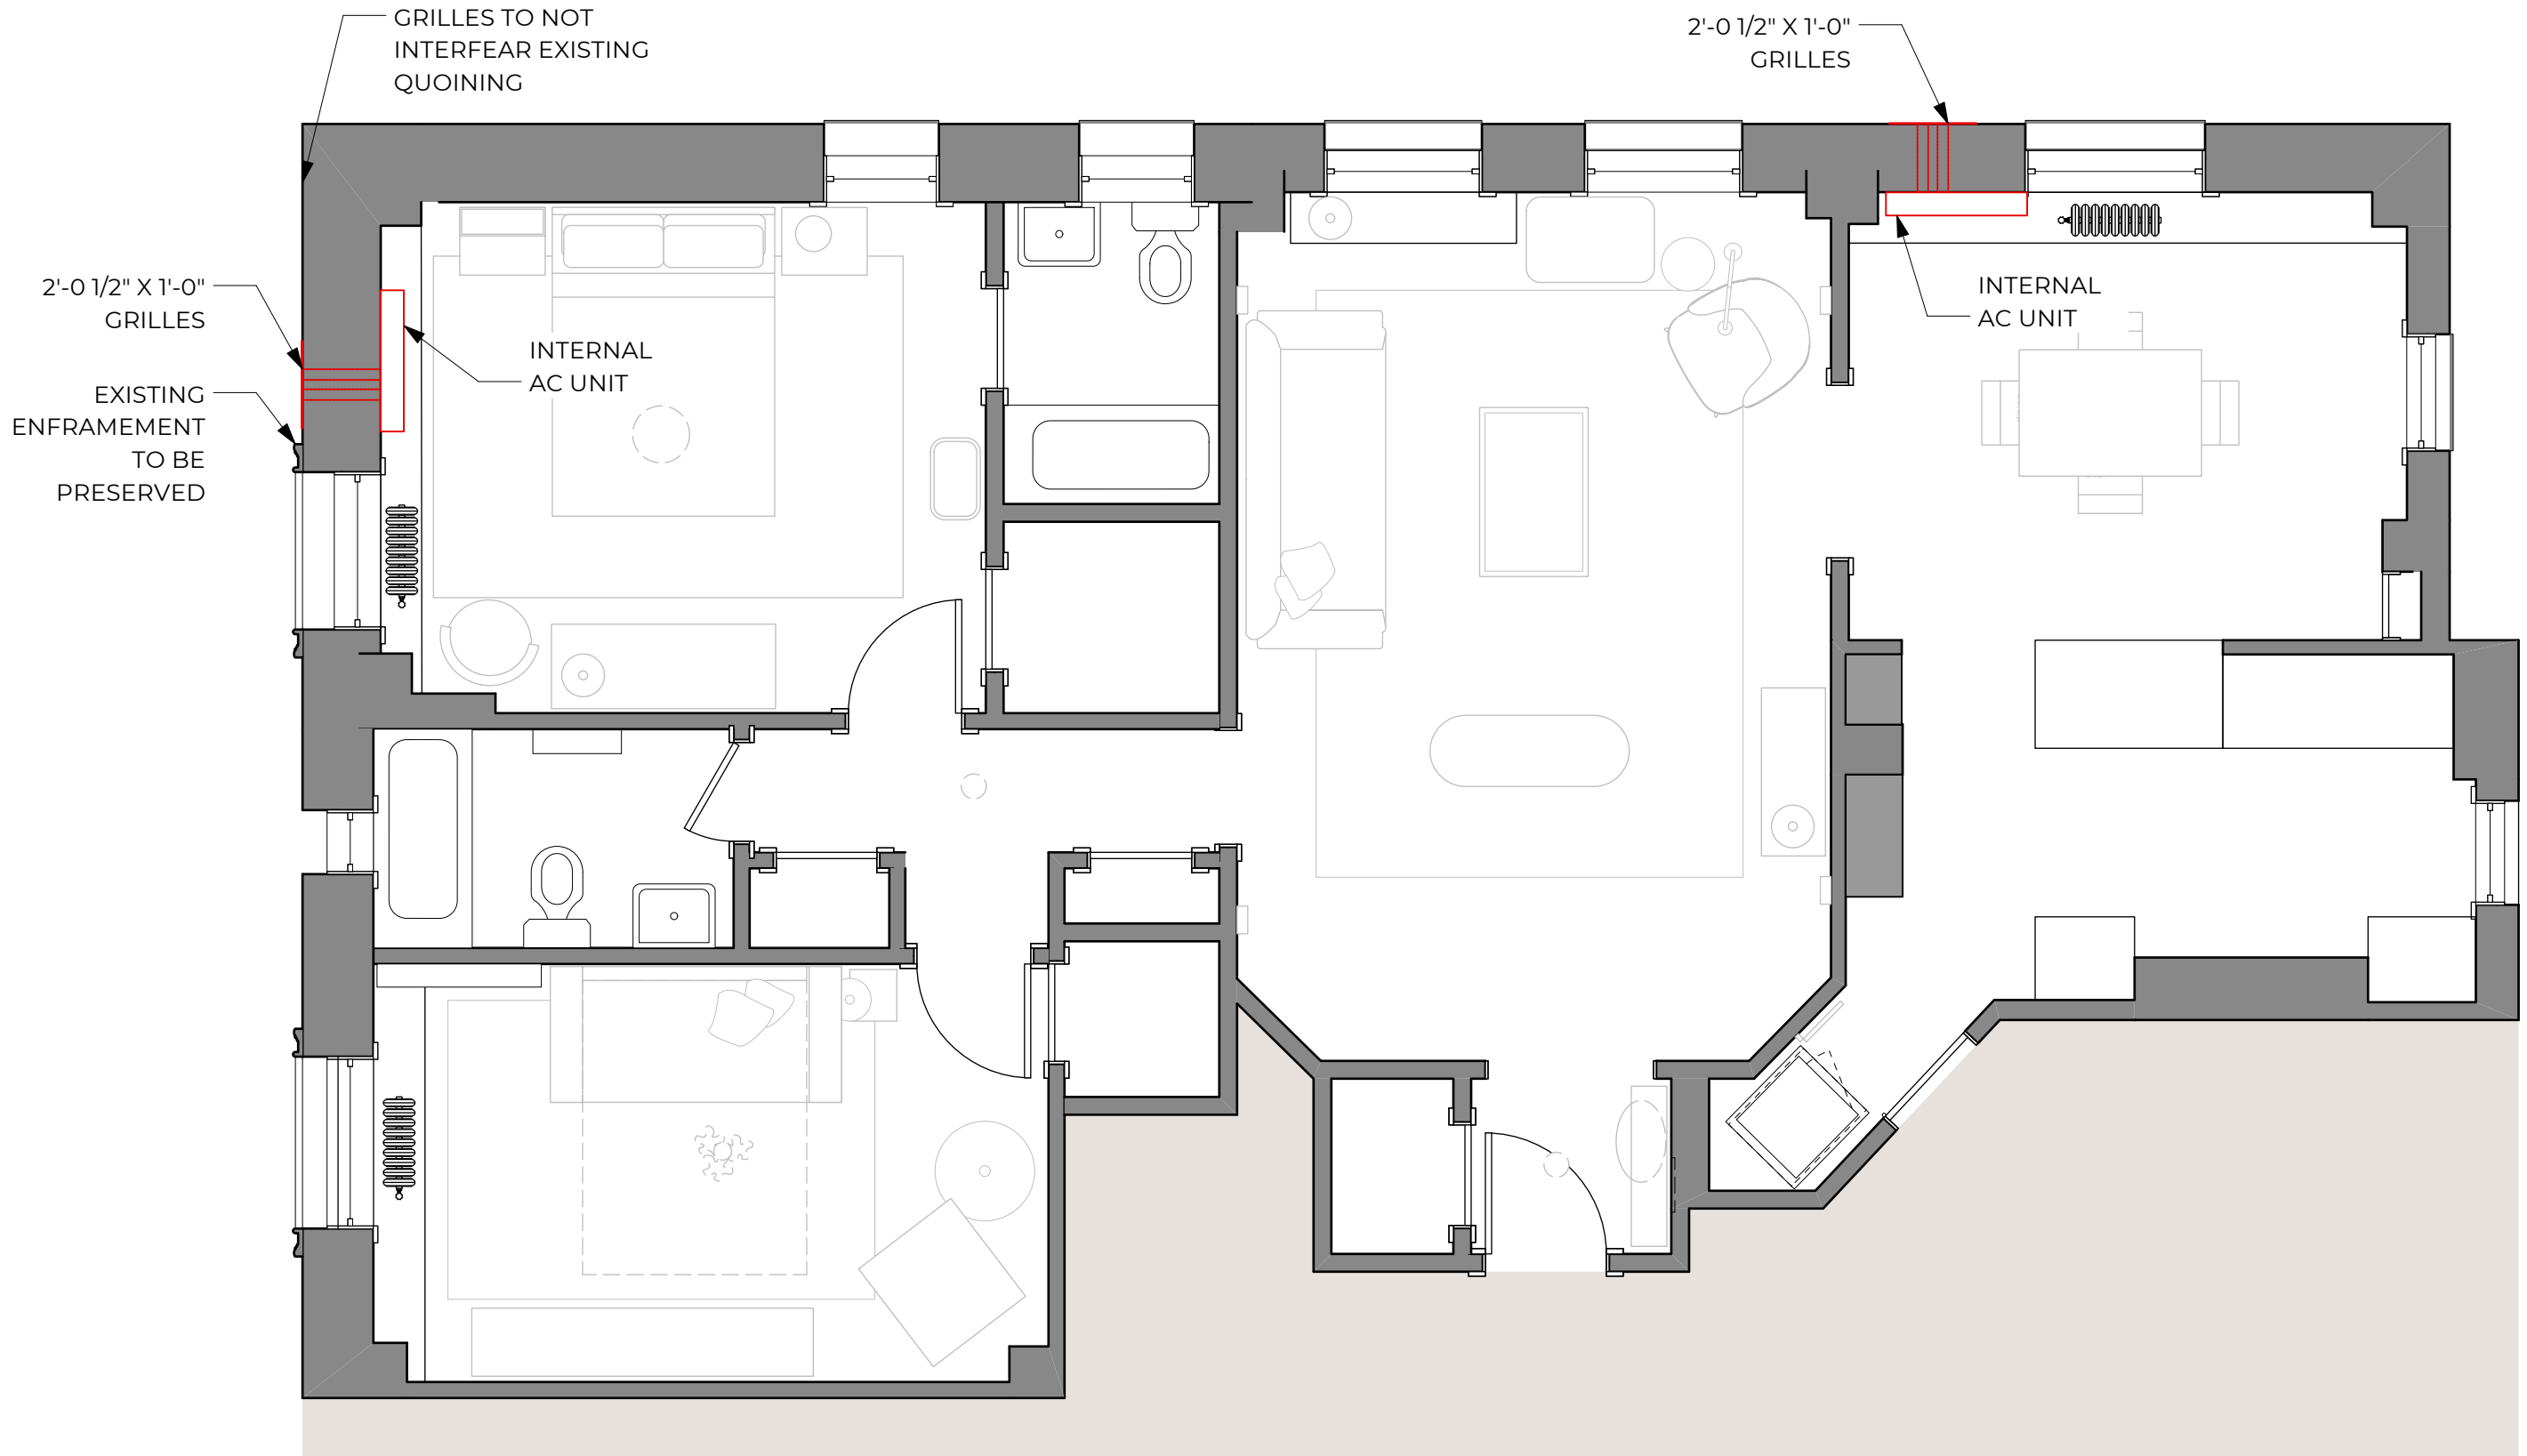 GRILLES TO NOT
INTERFEAR EXISTING
QUOINING
2'-0 1/2" X 1'-0"
GRILLES
2'-0 1/2" X 1'-0"
GRILLES
INTERNAL
AC UNIT
EXISTING
ENFRAMEMENT
TO BE
PRESERVED
INTERNAL
AC UNIT